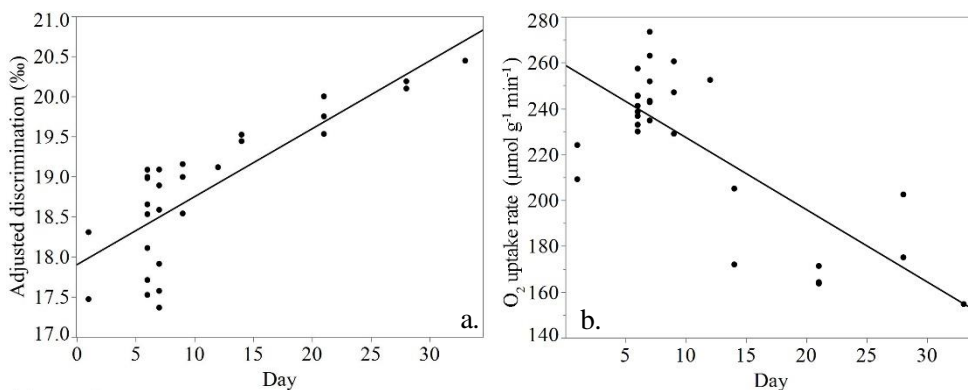 Adjusted discrimination (‰)
21.0
20.5
20.0
19.5
19.0
18.5
18.0
17.5
17.0
0 5 10 15 20 25 30
Day
a.
O₂ uptake rate (μmol g⁻¹ min⁻¹)
280
260
240
220
200
180
160
140
5 10 15 20 25 30
Day
b.